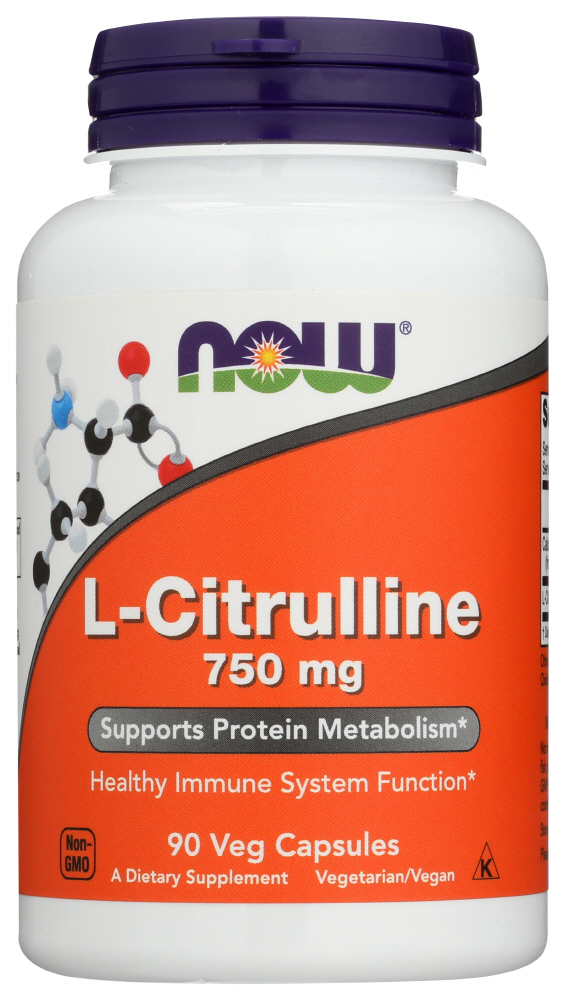 NOW®
L-Citrulline
750 mg
Supports Protein Metabolism*
Healthy Immune System Function*
Non-
GMO
90 Veg Capsules
A Dietary Supplement Vegetarian/Vegan
K